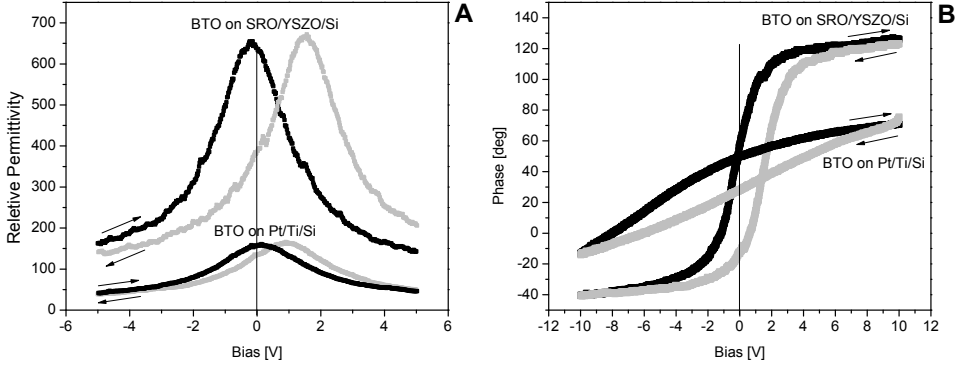 A
BTO on SRO/YSZO/Si
700
600
500
400
300
200
100
0
Reletive Pemittivity
BTO on Pt/Ti/Si
-6 -4 -2 0 2 4 6
Bias [V]
B
BTO on SRO/YSZO/Si
140
120
100
80
60
40
20
0
-20
-40
Phase [deg]
BTO on Pt/Ti/Si
-12 -10 -8 -6 -4 -2 0 2 4 6 8 10 12
Bias [V]